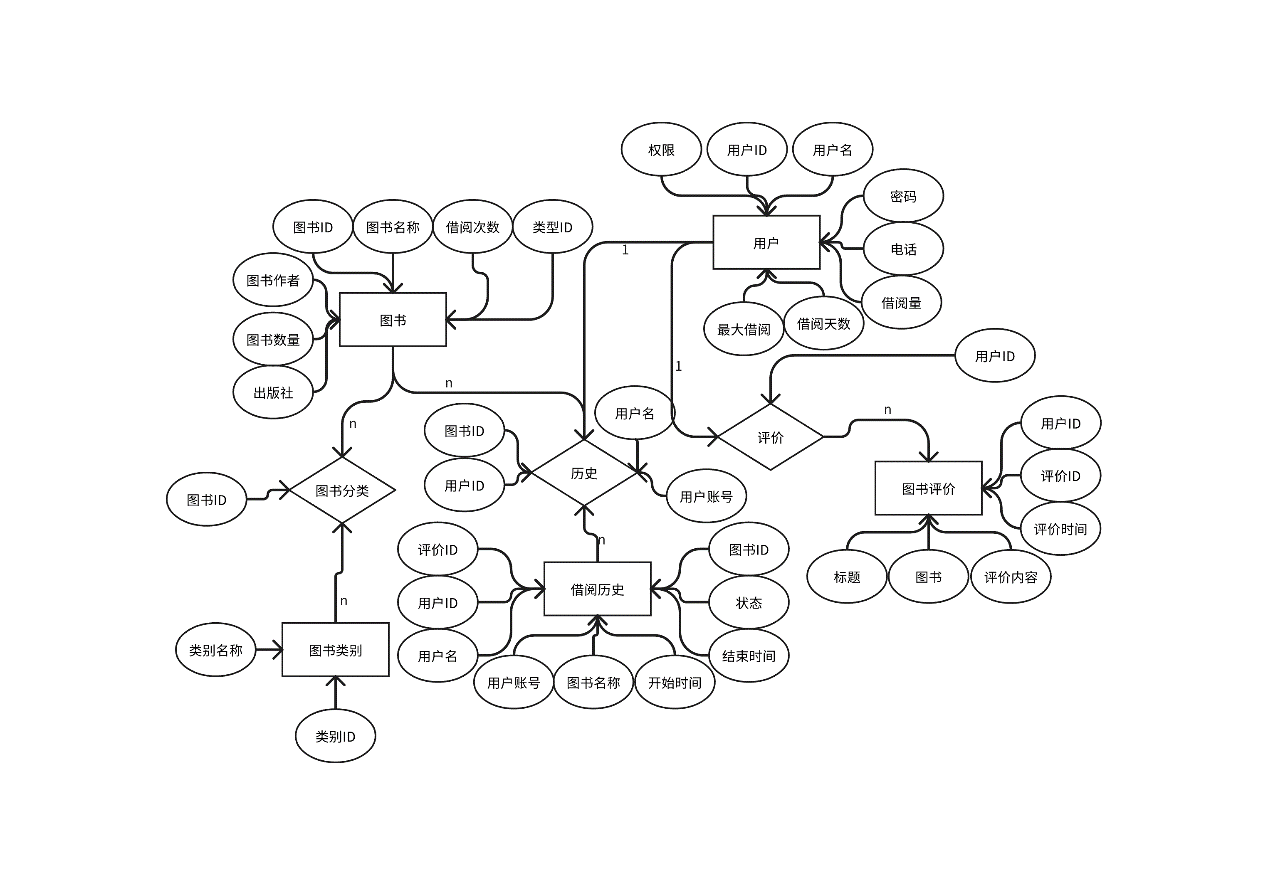 权限
用户ID
用户名
密码
电话
借阅量
用户
最大借阅
借阅天数
图书ID
图书名称
借阅次数
类型ID
图书作者
图书数量
出版社
图书
1
1
n
n
用户ID
用户名
评价
n
用户ID
评价ID
评价时间
图书评价
标题
图书
评价内容
图书ID
用户ID
历史
用户账号
图书ID
图书分类
n
n
评价ID
用户ID
用户名
借阅历史
图书ID
状态
结束时间
用户账号
图书名称
开始时间
类别名称
图书类别
类别ID